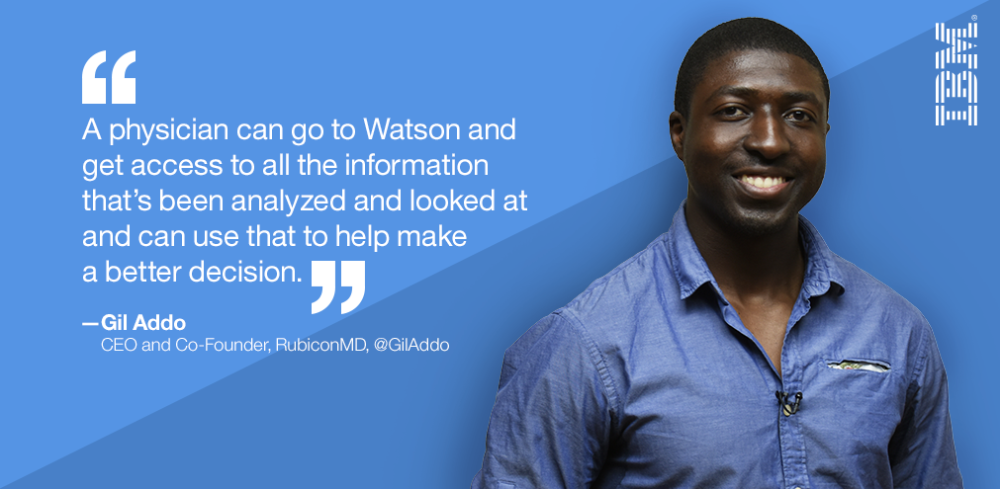 “
A physician can go to Watson and
get access to all the information
that’s been analyzed and looked at
and can use that to help make
a better decision. ”
—Gil Addo
CEO and Co-Founder, RubiconMD, @GilAddo
IBM®